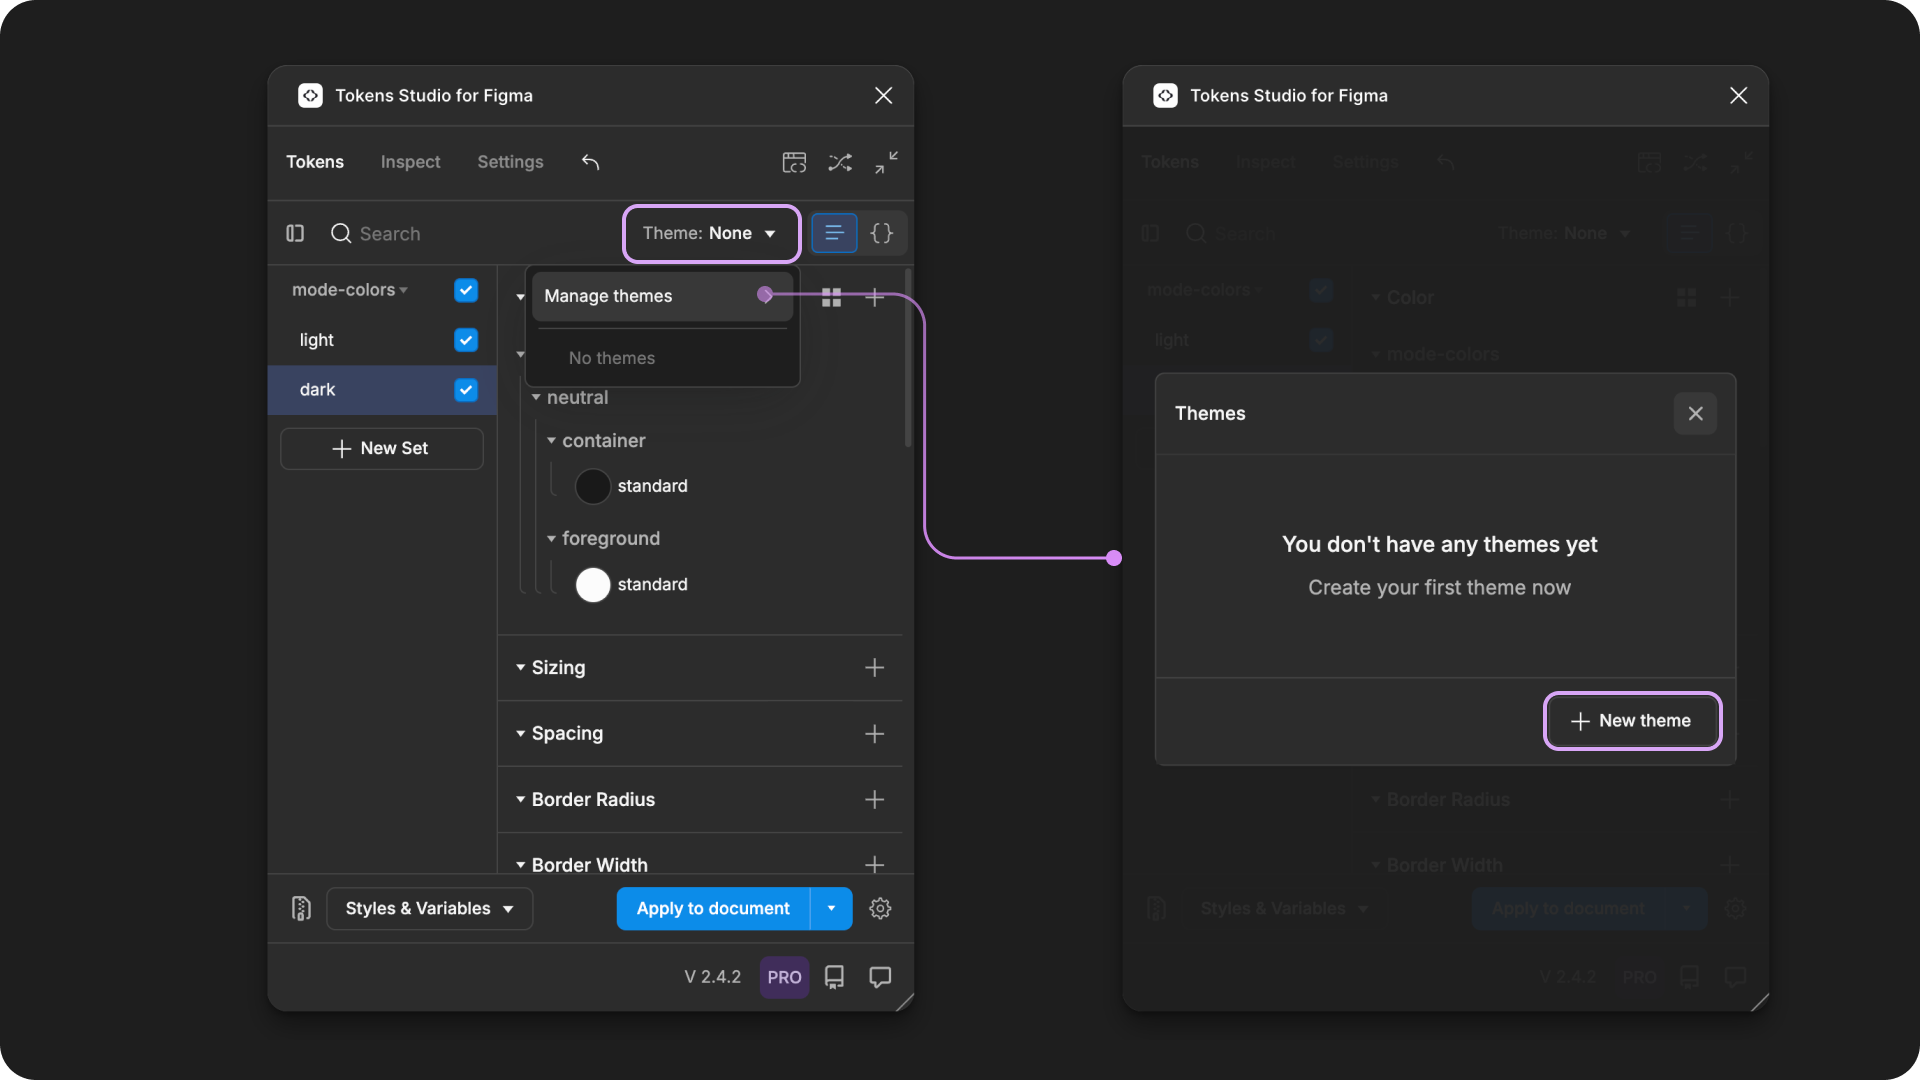 Tokens Studio for Figma
Tokens
Inspect
Settings
Search
Theme: None
mode-colors
light
dark
New Set
Manage themes
No themes
neutral
container
standard
foreground
standard
Sizing
Spacing
Border Radius
Border Width
Styles & Variables
Apply to document
V 2.4.2
PRO
Tokens Studio for Figma
Tokens
Inspect
Settings
Search
Theme: None
mode-colors
light
Color
mode-colors
Themes
You don't have any themes yet
Create your first theme now
New theme
Border Radius
Border Width
Styles & Variables
Apply to document
V 2.4.2
PRO